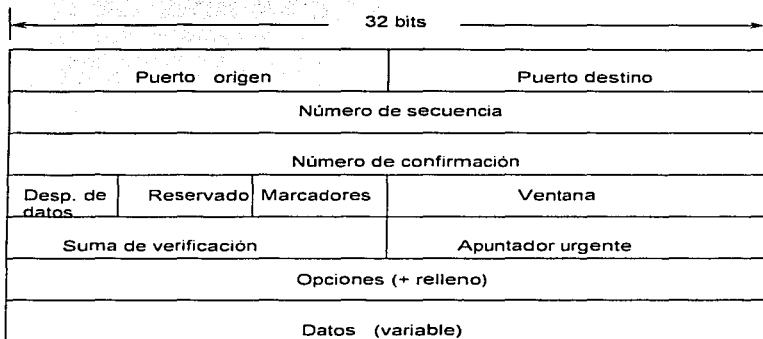 32 bits
Puerto origen Puerto destino
Número de secuencia
Número de confirmación
Desp. de datos Reservado Marcadores Ventana
Suma de verificación Apuntador urgente
Opciones (+ relleno)
Datos (variable)